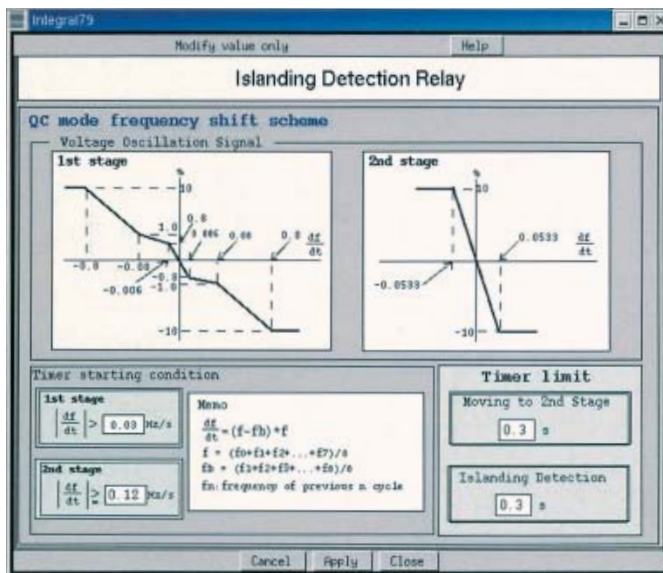 Integral79
Modify value only Help
Islanding Detection Relay
QC mode frequency shift scheme
Voltage Oscillation Signal
1st stage
%
10
1.0
0.8
0.006
0.08
0.8
df/dt
-0.8
-0.08
-0.006
-0.8
-1.0
-10
2nd stage
%
10
0.0533
df/dt
-0.0533
-10
Timer starting condition
1st stage
|df/dt| > 0.03 Hz/s
2nd stage
|df/dt| ≧ 0.12 Hz/s
Memo
df/dt=(f-fb)*f
f = (f0+f1+f2+...+f7)/8
fb = (f1+f2+f3+...+f8)/8
fn:frequency of previous n cycle
Timer limit
Moving to 2nd Stage
0.3 s
Islanding Detection
0.3 s
Cancel Apply Close